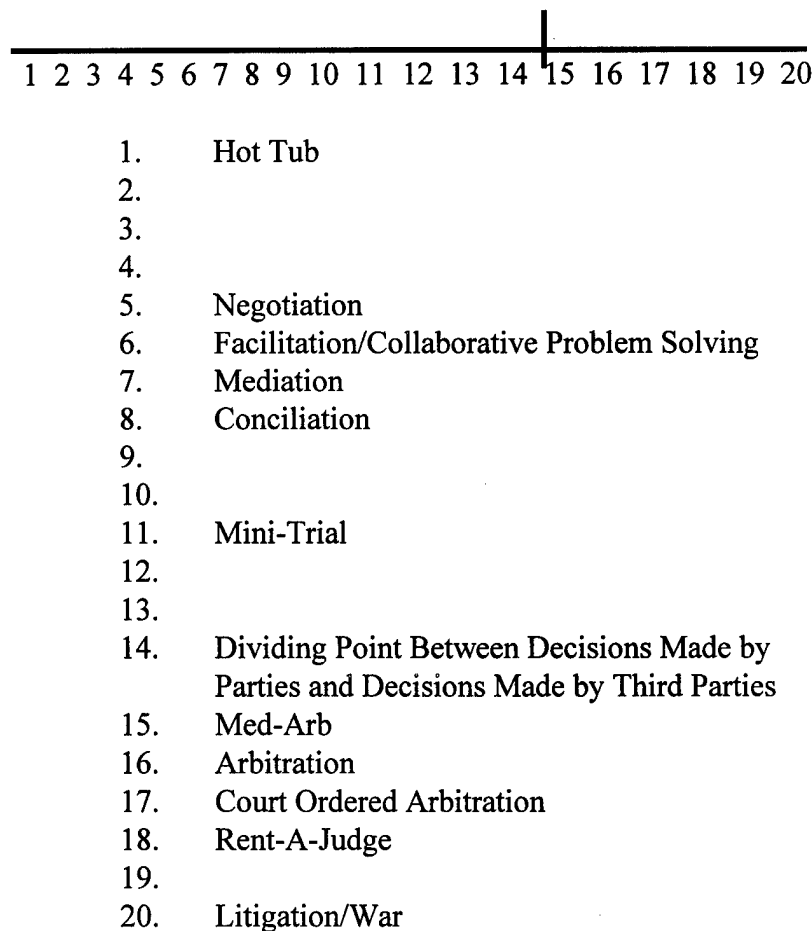 1 2 3 4 5 6 7 8 9 10 11 12 13 14 15 16 17 18 19 20
1. Hot Tub
2.
3.
4.
5. Negotiation
6. Facilitation/Collaborative Problem Solving
7. Mediation
8. Conciliation
9.
10.
11. Mini-Trial
12.
13.
14. Dividing Point Between Decisions Made by
Parties and Decisions Made by Third Parties
15. Med-Arb
16. Arbitration
17. Court Ordered Arbitration
18. Rent-A-Judge
19.
20. Litigation/War